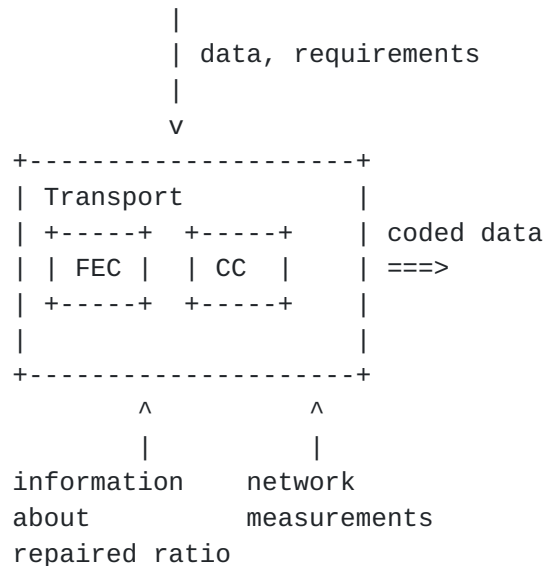 data, requirements
Transport
coded data
FEC CC ===>
information network
about measurements
repaired ratio